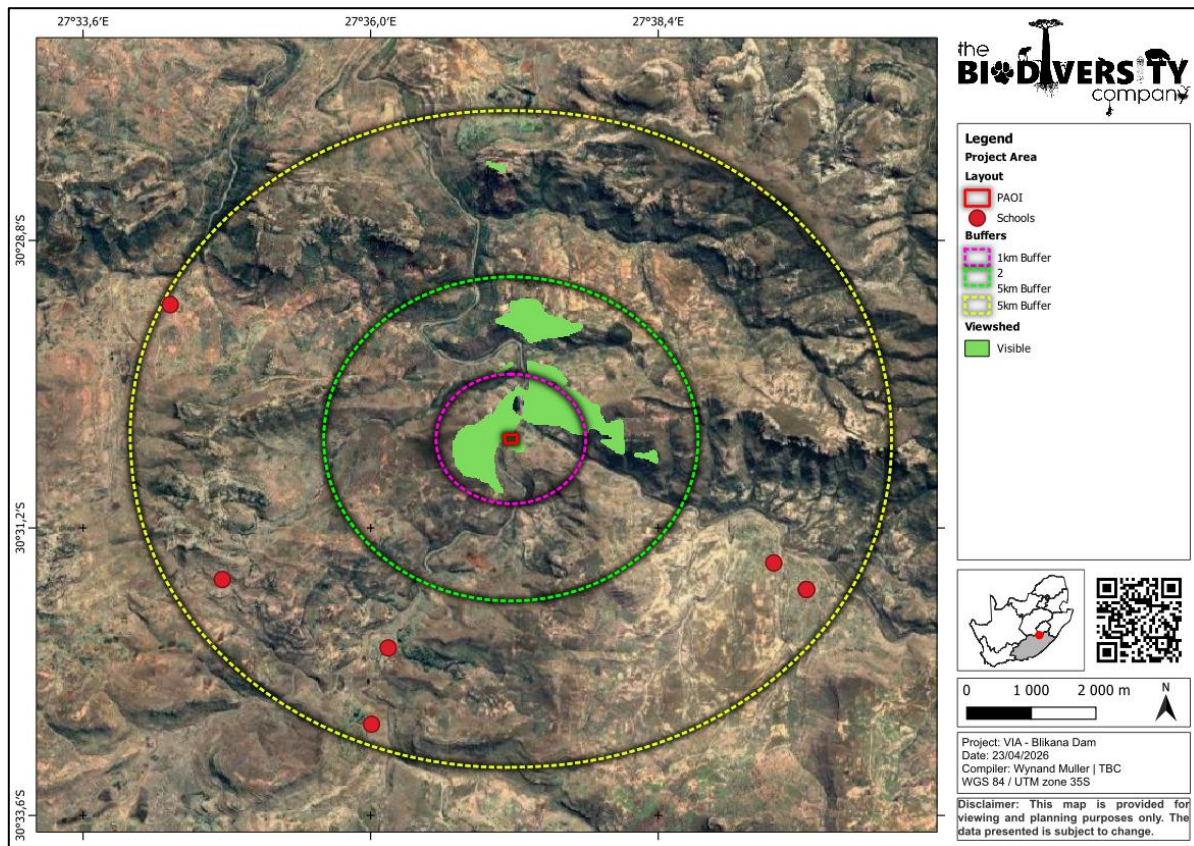 27°33,6'E
27°36,0'E
27°38,4'E
30°28,8'S
30°31,2'S
30°33,6'S
the
BIODIVERSITY
company
Legend
Project Area
Layout
PAOI
Schools
Buffers
1km Buffer
2
5km Buffer
5km Buffer
Viewshed
Visible
0 1 000 2 000 m
N
Project: VIA - Blikana Dam
Date: 23/04/2026
Compiler: Wynand Muller | TBC
WGS 84 / UTM zone 35S
Disclaimer: This map is provided for
viewing and planning purposes only. The
data presented is subject to change.